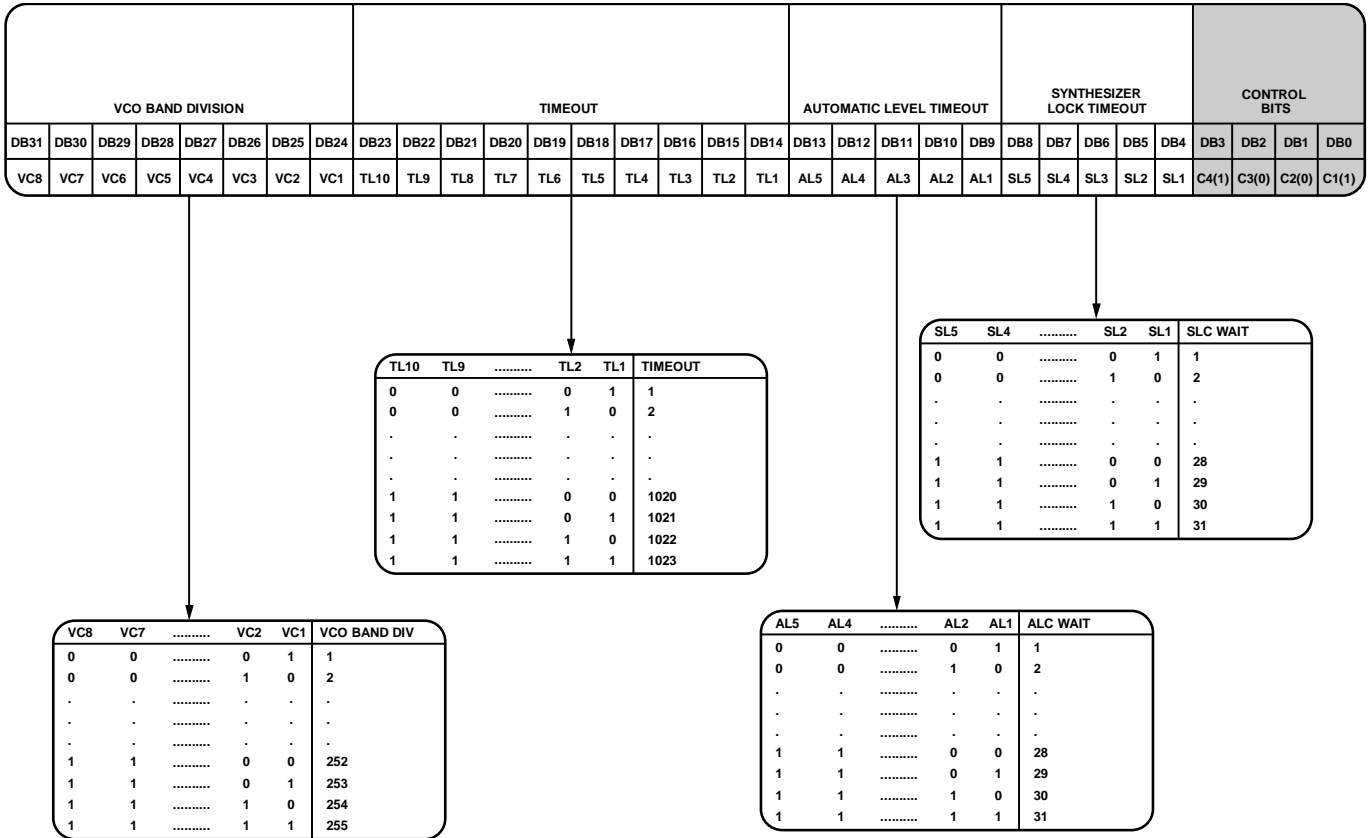 VCO BAND DIVISION TIMEOUT AUTOMATIC LEVEL TIMEOUT SYNTHESIZER LOCK TIMEOUT CONTROL BITS
DB31 DB30 DB29 DB28 DB27 DB26 DB25 DB24 DB23 DB22 DB21 DB20 DB19 DB18 DB17 DB16 DB15 DB14 DB13 DB12 DB11 DB10 DB9 DB8 DB7 DB6 DB5 DB4 DB3 DB2 DB1 DB0
VC8 VC7 VC6 VC5 VC4 VC3 VC2 VC1 TL10 TL9 TL8 TL7 TL6 TL5 TL4 TL3 TL2 TL1 AL5 AL4 AL3 AL2 AL1 SL5 SL4 SL3 SL2 SL1 C4(1) C3(0) C2(0) C1(1)
SL5 SL4 .......... SL2 SL1 SLC WAIT
0 0 .......... 0 1 1
0 0 .......... 1 0 2
. . .......... . . .
. . .......... . . .
. . .......... . . .
1 1 .......... 0 0 28
1 1 .......... 0 1 29
1 1 .......... 1 0 30
1 1 .......... 1 1 31
TL10 TL9 .......... TL2 TL1 TIMEOUT
0 0 .......... 0 1 1
0 0 .......... 1 0 2
. . .......... . . .
. . .......... . . .
. . .......... . . .
1 1 .......... 0 0 1020
1 1 .......... 0 1 1021
1 1 .......... 1 0 1022
1 1 .......... 1 1 1023
VC8 VC7 .......... VC2 VC1 VCO BAND DIV
0 0 .......... 0 1 1
0 0 .......... 1 0 2
. . .......... . . .
. . .......... . . .
. . .......... . . .
1 1 .......... 0 0 252
1 1 .......... 0 1 253
1 1 .......... 1 0 254
1 1 .......... 1 1 255
AL5 AL4 .......... AL2 AL1 ALC WAIT
0 0 .......... 0 1 1
0 0 .......... 1 0 2
. . .......... . . .
. . .......... . . .
. . .......... . . .
1 1 .......... 0 0 28
1 1 .......... 0 1 29
1 1 .......... 1 0 30
1 1 .......... 1 1 31